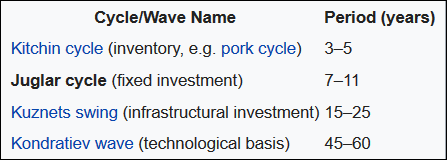 Cycle/Wave Name Period (years)
Kitchin cycle (inventory, e.g. pork cycle) 3–5
Juglar cycle (fixed investment) 7–11
Kuznets swing (infrastructural investment) 15–25
Kondratiev wave (technological basis) 45–60